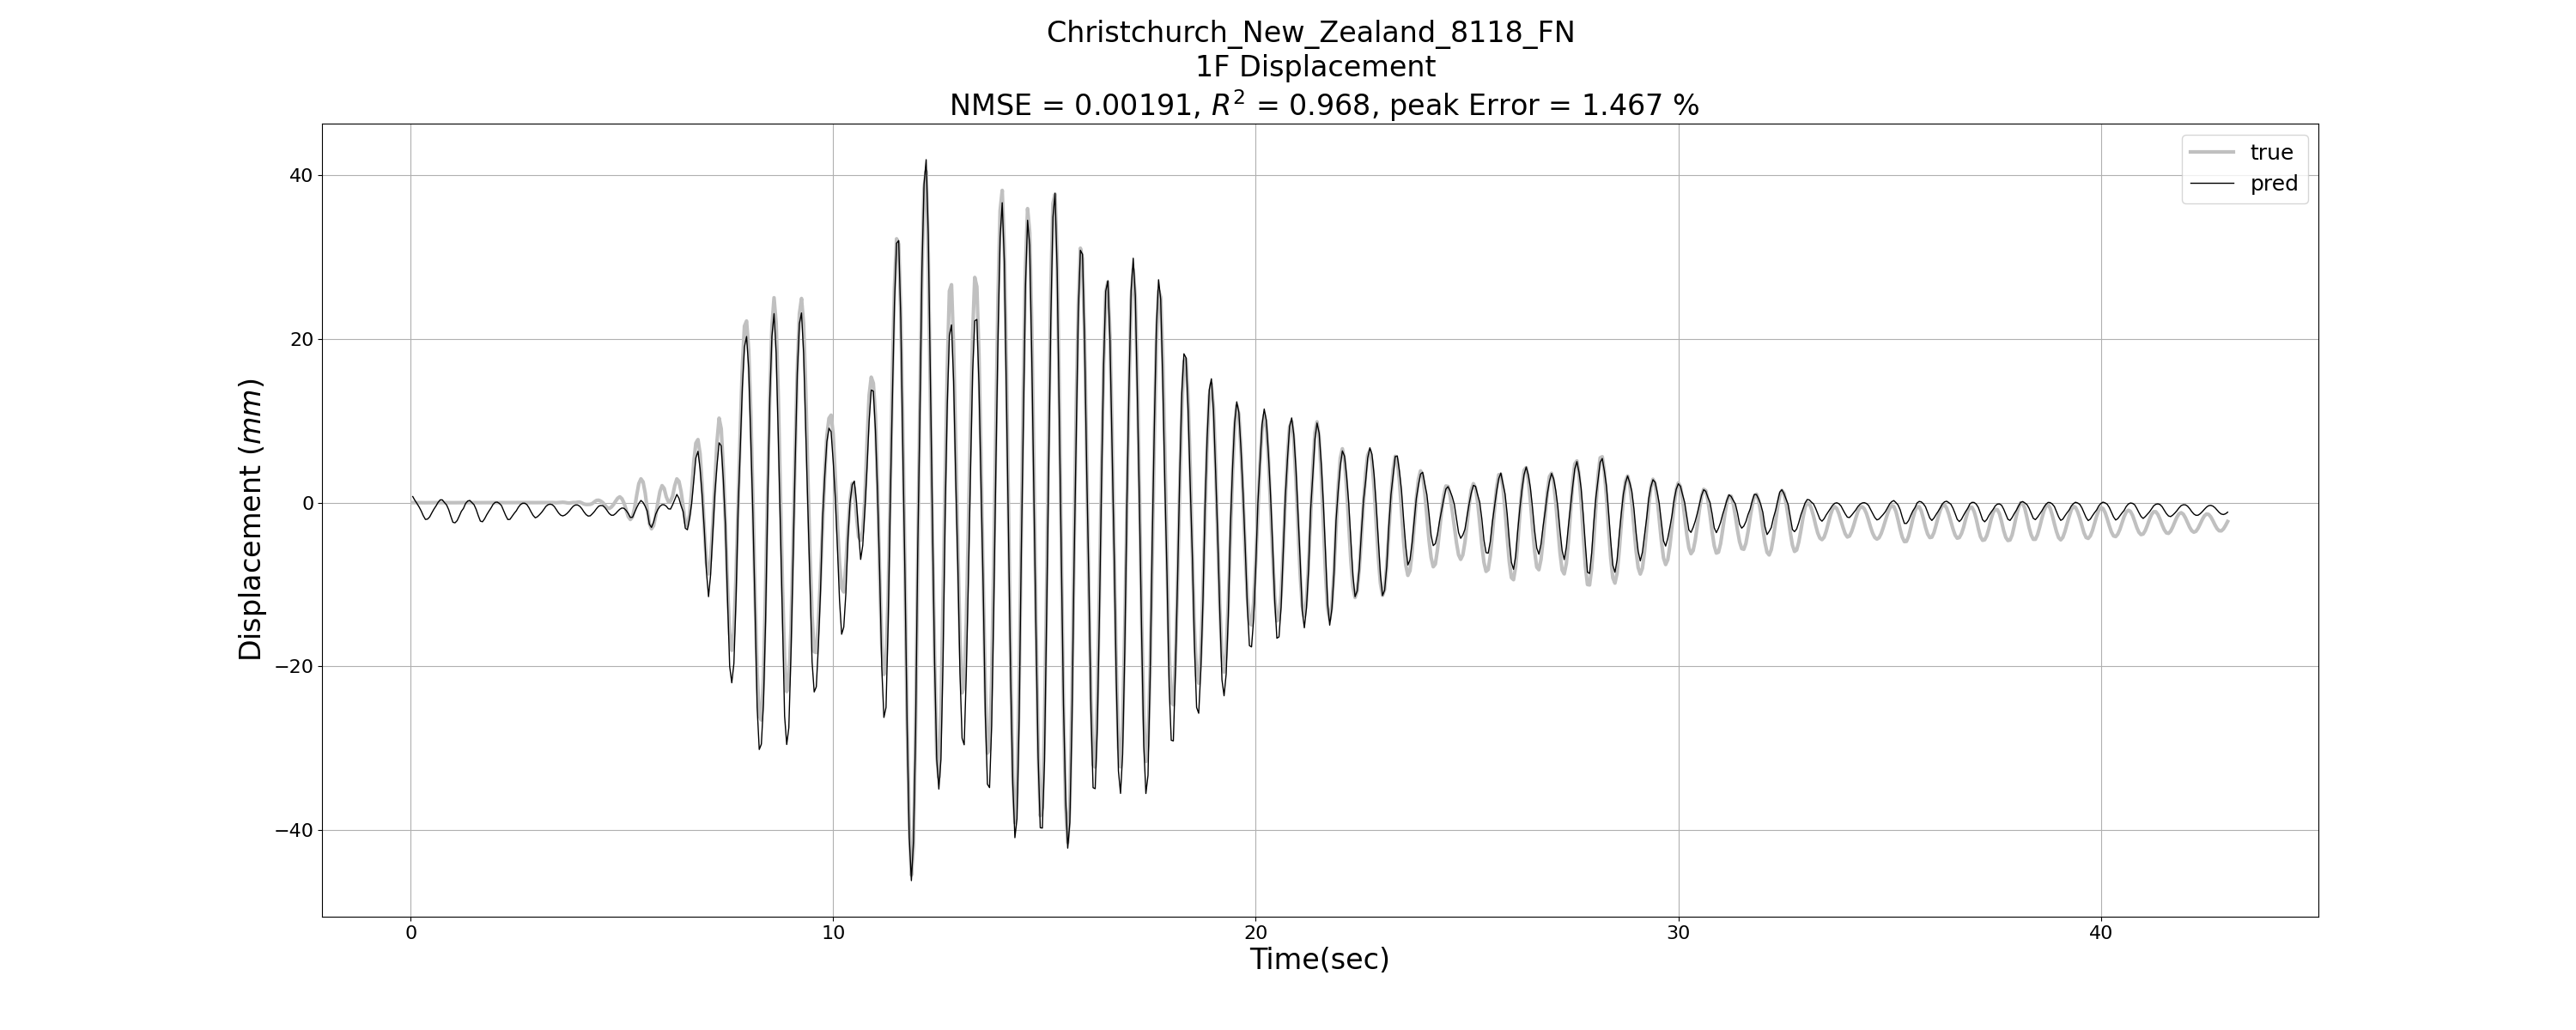 Christchurch_New_Zealand_8118_FN
1F Displacement
NMSE = 0.00191, R² = 0.968, peak Error = 1.467 %
true
pred
40
20
0
−20
−40
Displacement (mm)
0
10
20
30
40
Time(sec)